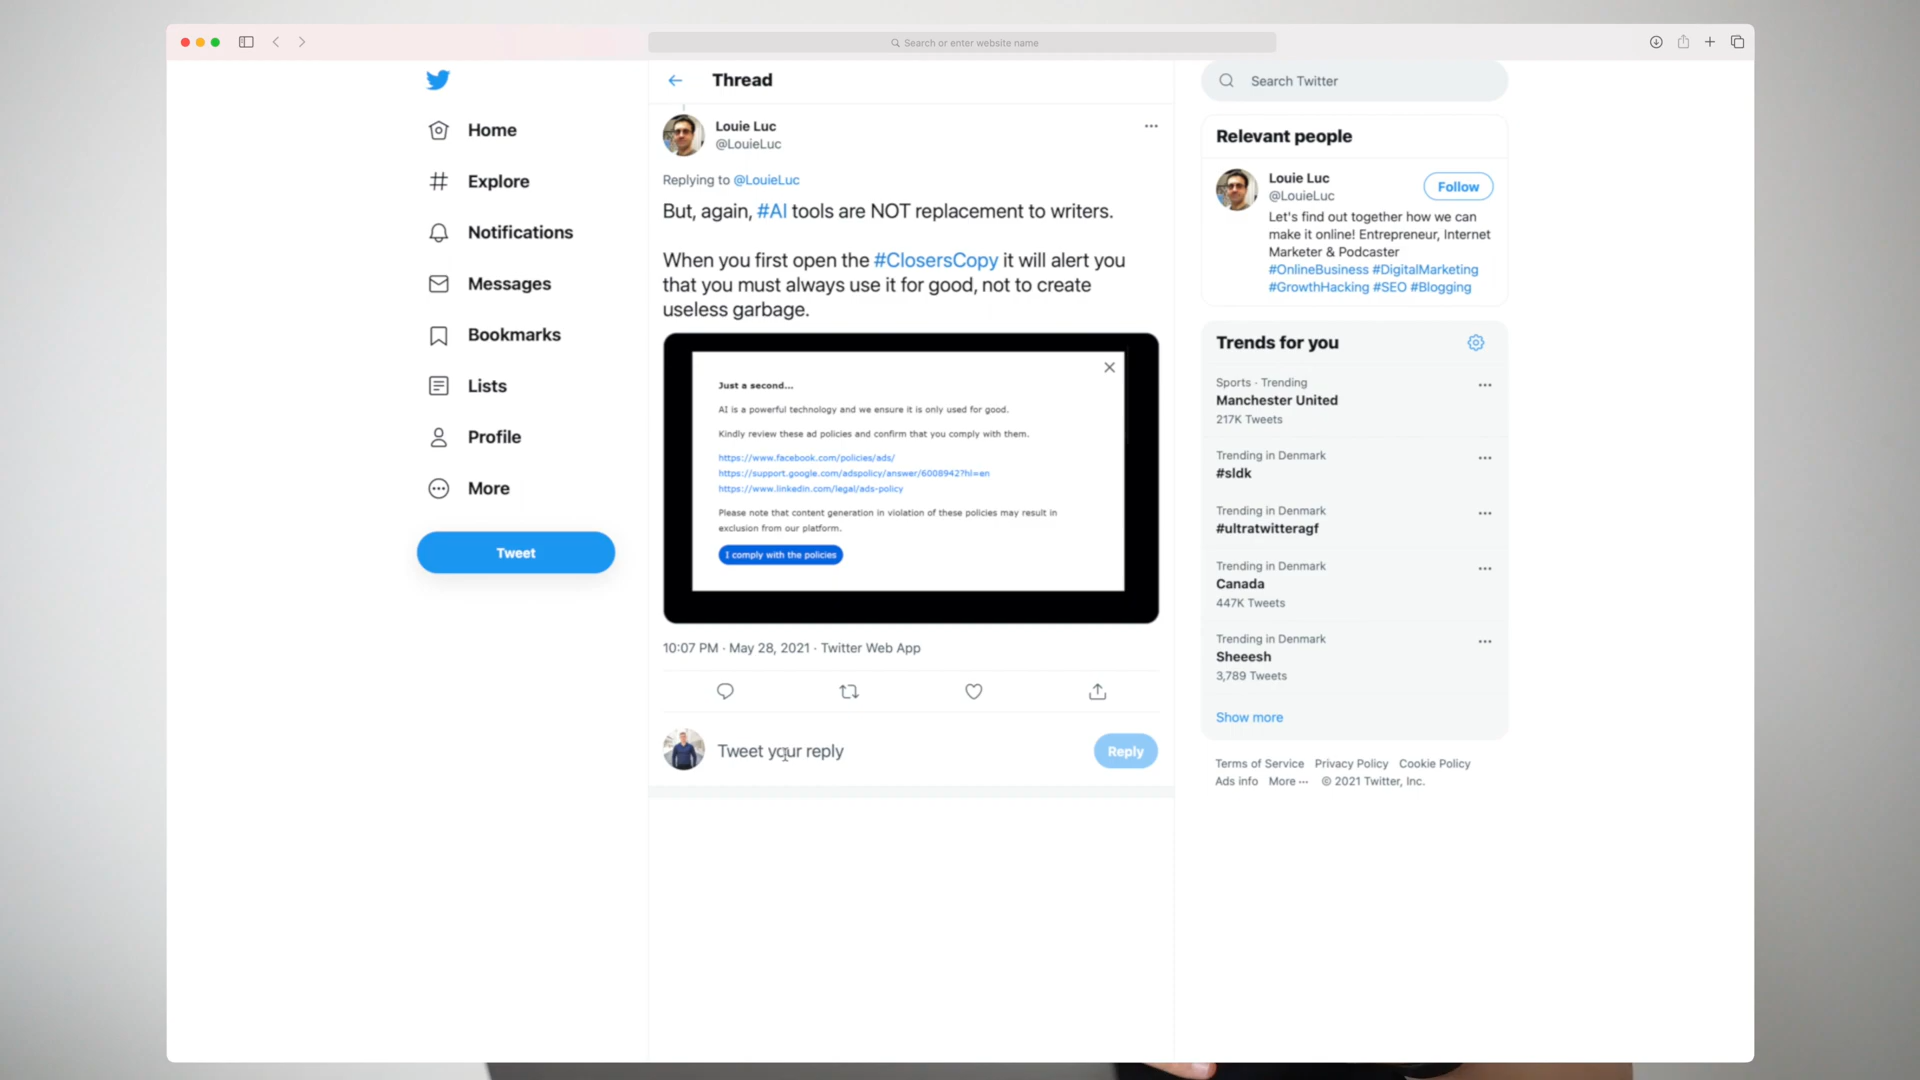 Search or enter website name
Home
Explore
Notifications
Messages
Bookmarks
Lists
Profile
More
Tweet
Thread
Louie Luc
@LouieLuc
Replying to @LouieLuc
But, again, #AI tools are NOT replacement to writers.
When you first open the #ClosersCopy it will alert you
that you must always use it for good, not to create
useless garbage.
Just a second...
AI is a powerful technology and we ensure it is only used for good.
Kindly review these ad policies and confirm that you comply with them.
https://www.facebook.com/policies/ads/
https://support.google.com/adspolicy/answer/6008942?hl=en
https://www.linkedin.com/legal/ads-policy
Please note that content generation in violation of these policies may result in
exclusion from our platform.
I comply with the policies
10:07 PM · May 28, 2021 · Twitter Web App
Tweet your reply
Reply
Search Twitter
Relevant people
Louie Luc
@LouieLuc
Follow
Let's find out together how we can
make it online! Entrepreneur, Internet
Marketer & Podcaster
#OnlineBusiness #DigitalMarketing
#GrowthHacking #SEO #Blogging
Trends for you
Sports · Trending
Manchester United
217K Tweets
Trending in Denmark
#sldk
Trending in Denmark
#ultratwitteragf
Trending in Denmark
Canada
447K Tweets
Trending in Denmark
Sheeesh
3,789 Tweets
Show more
Terms of Service Privacy Policy Cookie Policy
Ads info More ··· © 2021 Twitter, Inc.